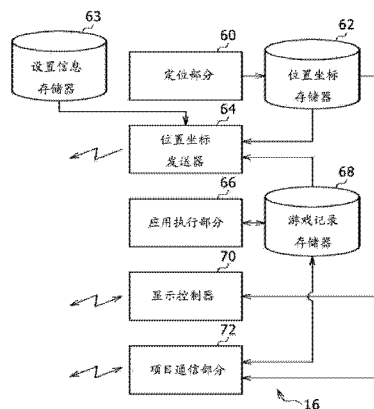 63
设置信息
存储器
60
定位部分
62
位置坐标
存储器
64
位置坐标
发送器
66
应用执行部分
68
游戏记录
存储器
70
显示控制器
72
项目通信部分
16